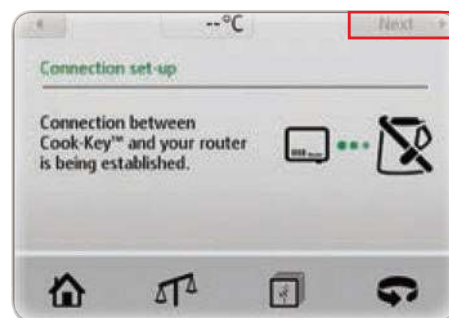 --°C
Next
Connection set-up
Connection between
Cook-Key™ and your router
is being established.